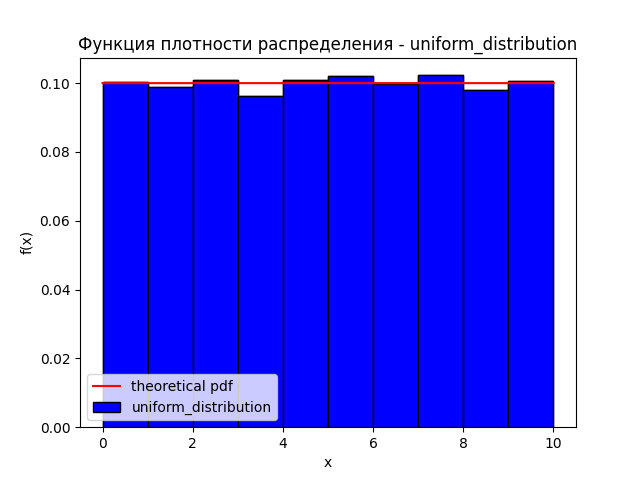 Функция плотности распределения - uniform_distribution
f(x)
0.10
0.08
0.06
0.04
0.02
0.00
theoretical pdf
uniform_distribution
0 2 4 6 8 10
x